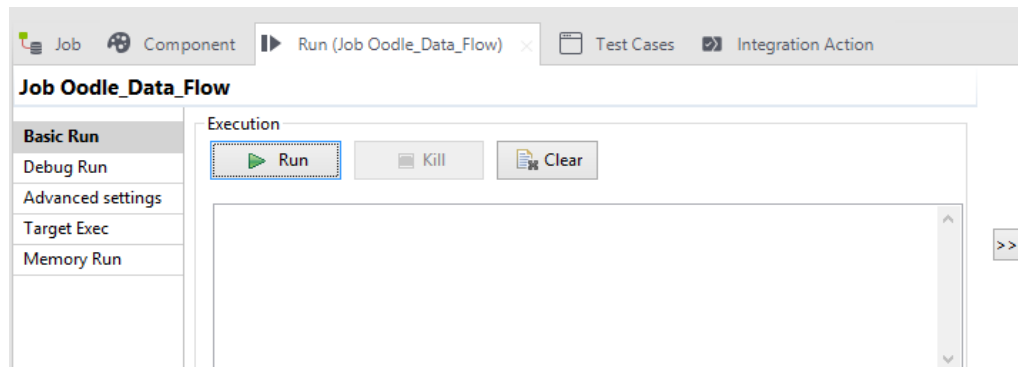 Job Component Run (Job Oodle_Data_Flow) Test Cases Integration Action
Job Oodle_Data_Flow
Basic Run
Debug Run
Advanced settings
Target Exec
Memory Run
Execution
Run Kill Clear
>>